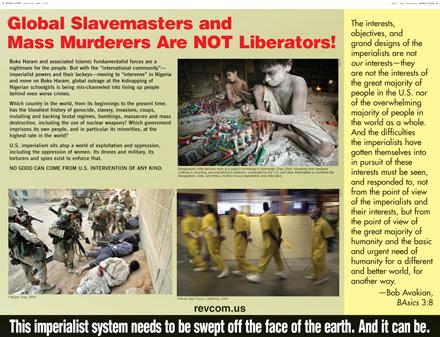 Global Slavemasters and
Mass Murderers Are NOT Liberators!
Boko Haram and associated Islamic fundamentalist forces are a
nightmare for the people. But with the "international community"—
imperialist powers and their lackeys—moving to "intervene" in Nigeria
and move on Boko Haram, global outrage at the kidnapping of
Nigerian schoolgirls is being mis-channeled into lining up people
behind even worse crimes.
Which country in the world, from its beginnings to the present time,
has the bloodiest history of genocide, slavery, invasions, coups,
installing and backing brutal regimes, bombings, massacres and mass
destruction, including the use of nuclear weapons? Which government
imprisons its own people, and in particular its minorities, at the
highest rate in the world?
U.S. imperialism sits atop a world of exploitation and oppression,
including the oppression of women. Its drones and military, its
torturers and spies exist to enforce that.
NO GOOD CAN COME FROM U.S. INTERVENTION OF ANY KIND.
The interests,
objectives, and
grand designs of the
imperialists are not
our interests—they
are not the interests of
the great majority of
people in the U.S. nor
of the overwhelming
majority of people in
the world as a whole.
And the difficulties
the imperialists have
gotten themselves into
in pursuit of these
interests must be seen,
and responded to, not
from the point of view
of the imperialists and
their interests, but from
the point of view of
the great majority of
humanity and the basic
and urgent need of
humanity for a different
and better world, for
another way.
—Bob Avakian,
BAsics 3:8
revcom.us
This imperialist system needs to be swept off the face of the earth. And it can be.